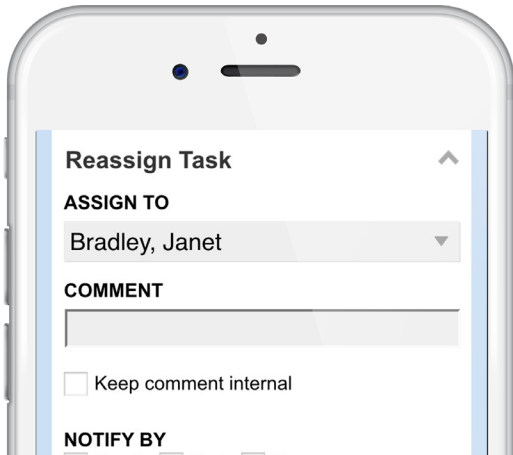 Reassign Task
ASSIGN TO
Bradley, Janet
COMMENT
Keep comment internal
NOTIFY BY